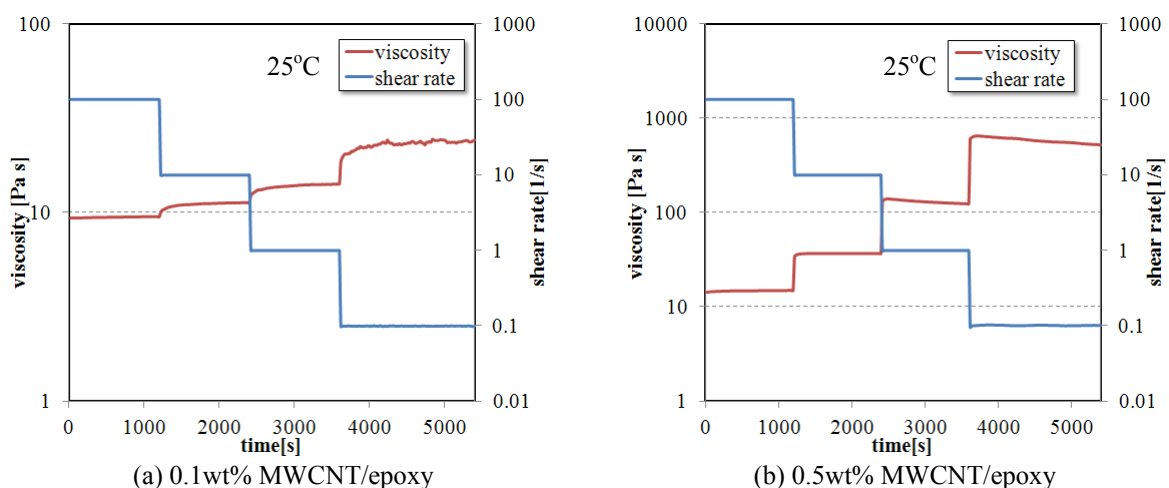 100
10
1
viscosity [Pa s]
25°C
viscosity
shear rate
1000
100
10
1
0.1
0.01
shear rate[1/s]
0 1000 2000 3000 4000 5000
time[s]
(a) 0.1wt% MWCNT/epoxy
10000
1000
100
10
1
viscosity [Pa s]
25°C
viscosity
shear rate
1000
100
10
1
0.1
0.01
shear rate[1/s]
0 1000 2000 3000 4000 5000
time[s]
(b) 0.5wt% MWCNT/epoxy